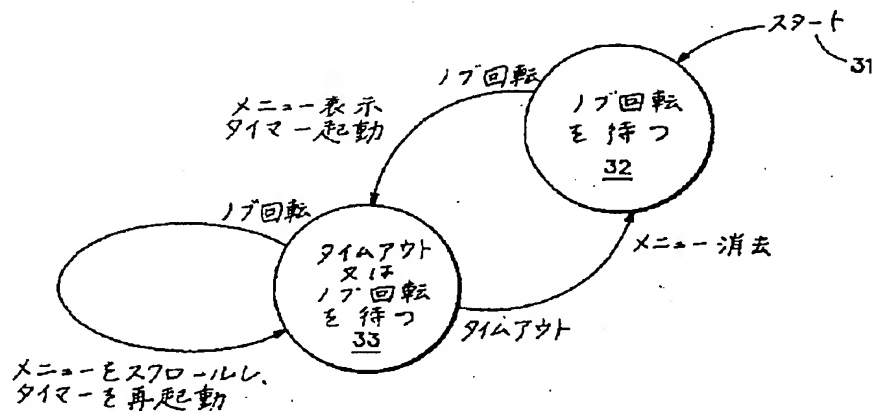 スタート
31
ノブ回転
メニュー表示
タイマー起動
ノブ回転
を待つ
32
ノブ回転
タイムアウト
又は
ノブ回転
を待つ
33
メニュー消去
タイムアウト
メニューをスクロールし、
タイマーを再起動